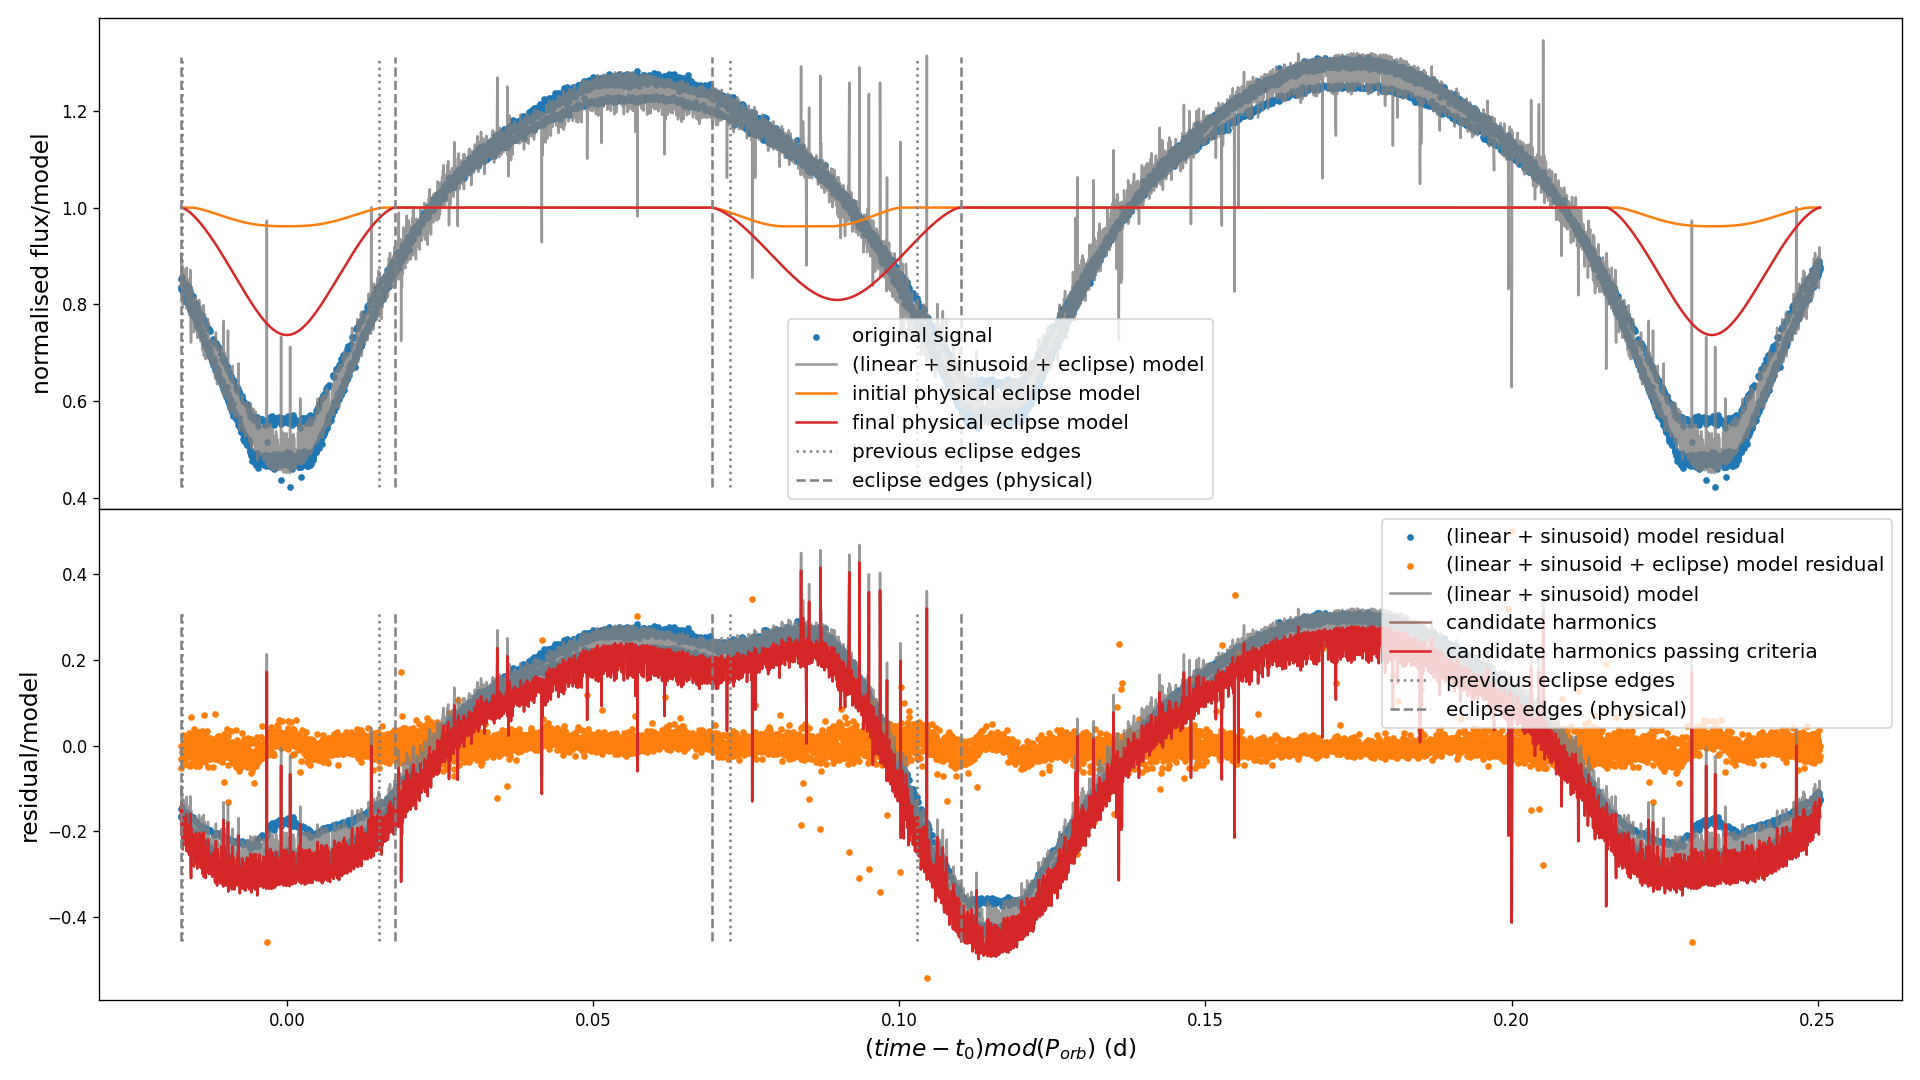 normalised flux/model
1.2
1.0
0.8
0.6
0.4
original signal
(linear + sinusoid + eclipse) model
initial physical eclipse model
final physical eclipse model
previous eclipse edges
eclipse edges (physical)
residual/model
0.4
0.2
0.0
−0.2
−0.4
(linear + sinusoid) model residual
(linear + sinusoid + eclipse) model residual
(linear + sinusoid) model
candidate harmonics
candidate harmonics passing criteria
previous eclipse edges
eclipse edges (physical)
0.00 0.05 0.10 0.15 0.20 0.25
(time − t₀)mod(Pₒᵣb) (d)